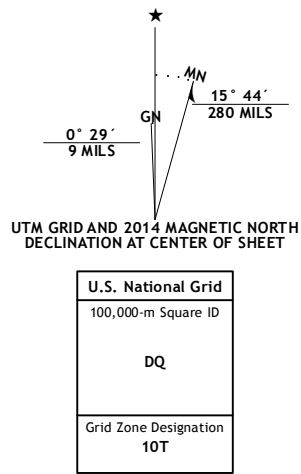 ★
MN
15° 44´
280 MILS
GN
0° 29´
9 MILS
UTM GRID AND 2014 MAGNETIC NORTH
DECLINATION AT CENTER OF SHEET
U.S. National Grid
100,000-m Square ID
DQ
Grid Zone Designation
10T